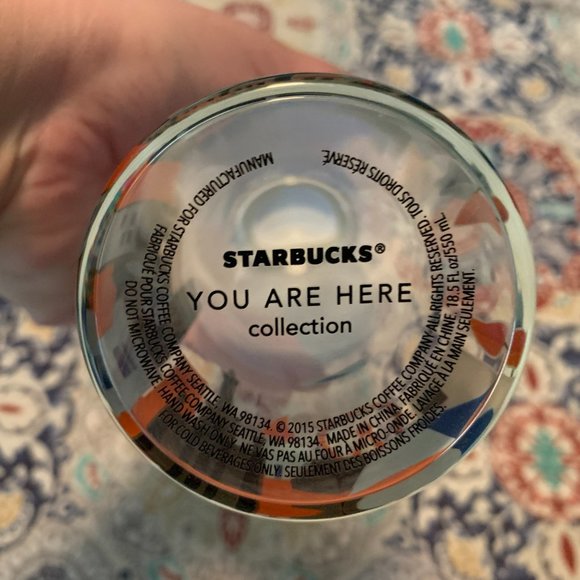 STARBUCKS®
YOU ARE HERE
collection
MANUFACTURED FOR STARBUCKS COFFEE COMPANY SEATTLE, WA 98134. © 2015 STARBUCKS COFFEE COMPANY ALL RIGHTS RESERVED. TOUS DROITS RÉSERVÉ.
FABRIQUE POUR STARBUCKS COFFEE COMPANY SEATTLE, WA 98134. MADE IN CHINA. FABRIQUÉ EN CHINE. 18.5 FL oz/550 mL.
DO NOT MICROWAVE. HAND WASH ONLY. NE VAS PAS AU FOUR À MICRO-ONDE. LAVAGE À LA MAIN SEULEMENT.
FOR COLD BEVERAGES ONLY. SEULEMENT DES BOISSONS FROIDES.